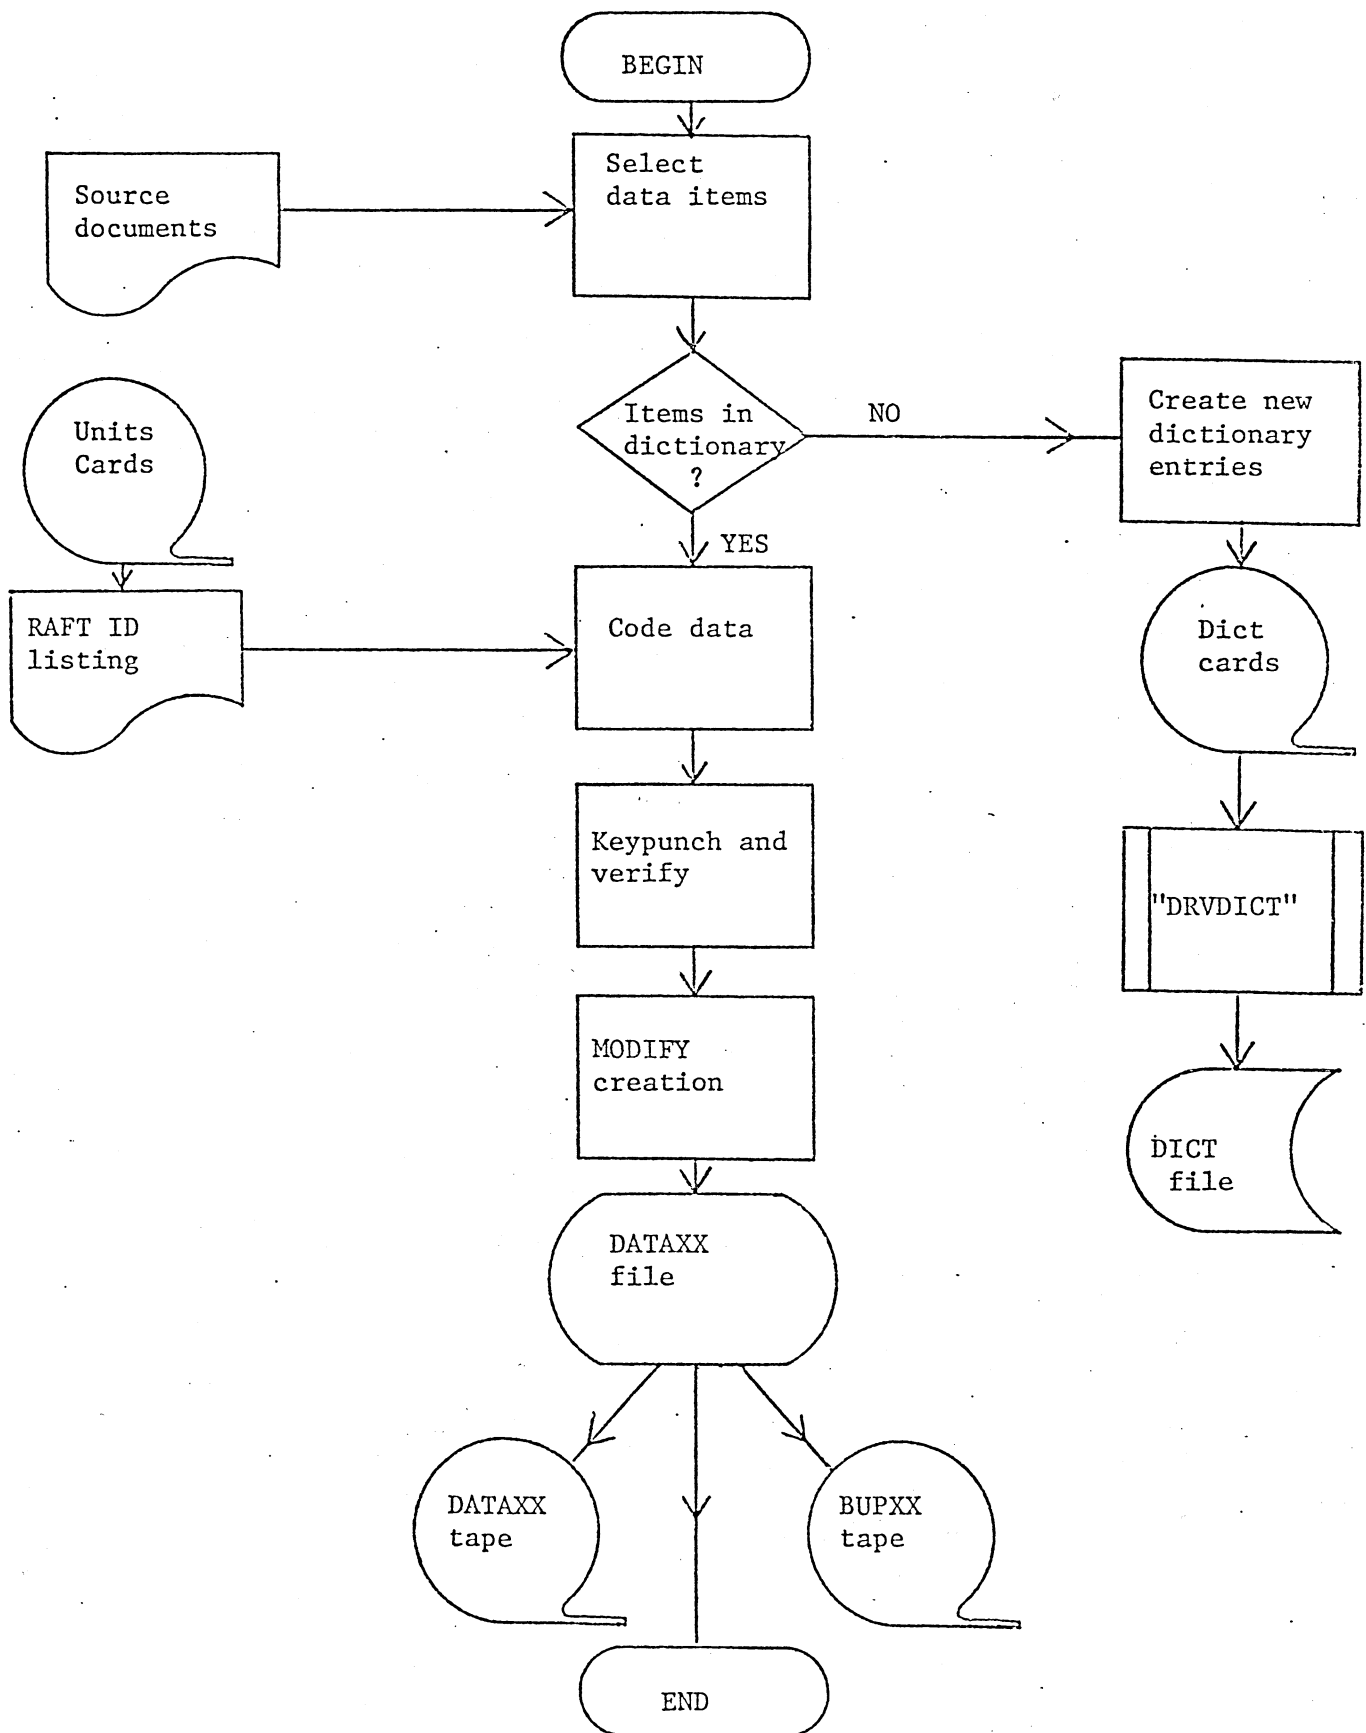 BEGIN
Select
data items
Source
documents
Items in
dictionary
?
NO
Create new
dictionary
entries
Units
Cards
YES
RAFT ID
listing
Code data
Dict
cards
Keypunch and
verify
"DRVDICT"
MODIFY
creation
DICT
file
DATAXX
file
DATAXX
tape
BUPXX
tape
END